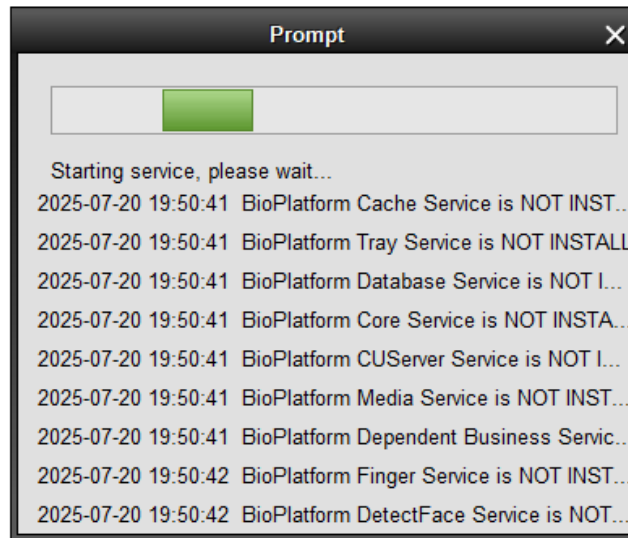 Prompt
Starting service, please wait...
2025-07-20 19:50:41 BioPlatform Cache Service is NOT INST...
2025-07-20 19:50:41 BioPlatform Tray Service is NOT INSTALL
2025-07-20 19:50:41 BioPlatform Database Service is NOT I...
2025-07-20 19:50:41 BioPlatform Core Service is NOT INSTA...
2025-07-20 19:50:41 BioPlatform CUServer Service is NOT I...
2025-07-20 19:50:41 BioPlatform Media Service is NOT INST...
2025-07-20 19:50:41 BioPlatform Dependent Business Servic...
2025-07-20 19:50:42 BioPlatform Finger Service is NOT INST...
2025-07-20 19:50:42 BioPlatform DetectFace Service is NOT...